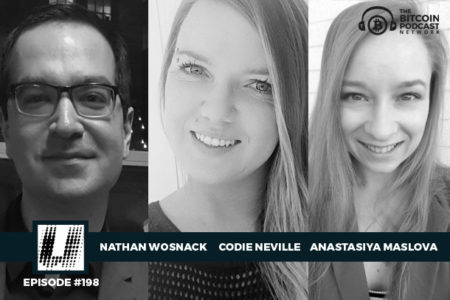 THE
BITCOIN
PODCAST
NETWORK
NATHAN WOSNACK CODIE NEVILLE ANASTASIYA MASLOVA
EPISODE #198